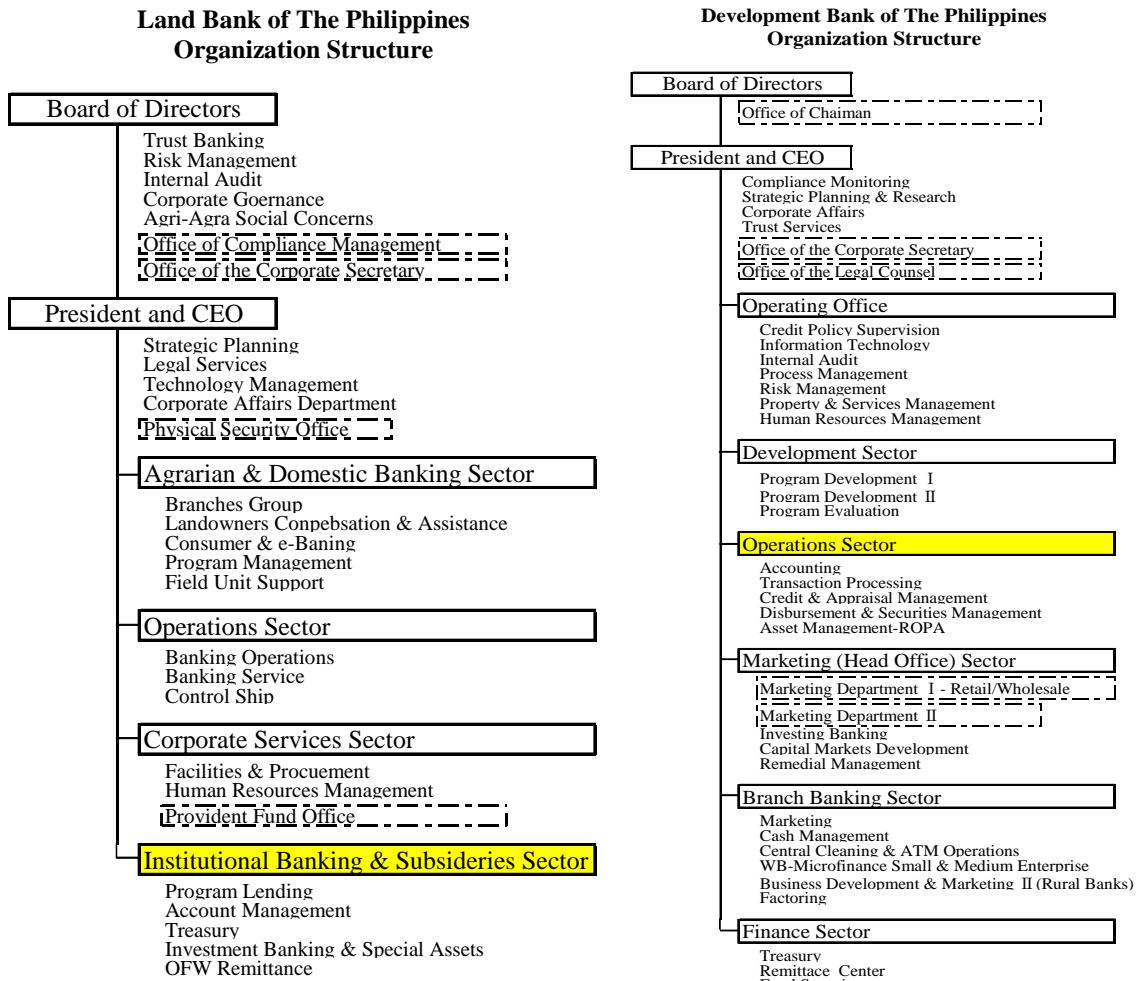 Land Bank of The Philippines
Organization Structure
Board of Directors
Trust Banking
Risk Management
Internal Audit
Corporate Goernance
Agri-Agra Social Concerns
Office of Compliance Management
Office of the Corporate Secretary
President and CEO
Strategic Planning
Legal Services
Technology Management
Corporate Affairs Department
Physical Security Office
Agrarian & Domestic Banking Sector
Branches Group
Landowners Conpebsation & Assistance
Consumer & e-Baning
Program Management
Field Unit Support
Operations Sector
Banking Operations
Banking Service
Control Ship
Corporate Services Sector
Facilities & Procuement
Human Resources Management
Provident Fund Office
Institutional Banking & Subsideries Sector
Program Lending
Account Management
Treasury
Investment Banking & Special Assets
OFW Remittance
Development Bank of The Philippines
Organization Structure
Board of Directors
Office of Chaiman
President and CEO
Compliance Monitoring
Strategic Planning & Research
Corporate Affairs
Trust Services
Office of the Corporate Secretary
Office of the Legal Counsel
Operating Office
Credit Policy Supervision
Information Technology
Internal Audit
Process Management
Risk Management
Property & Services Management
Human Resources Management
Development Sector
Program Development Ⅰ
Program Development Ⅱ
Program Evaluation
Operations Sector
Accounting
Transaction Processing
Credit & Appraisal Management
Disbursement & Securities Management
Asset Management-ROPA
Marketing (Head Office) Sector
Marketing Department Ⅰ - Retail/Wholesale
Marketing Department Ⅱ
Investing Banking
Capital Markets Development
Remedial Management
Branch Banking Sector
Marketing
Cash Management
Central Cleaning & ATM Operations
WB-Microfinance Small & Medium Enterprise
Business Development & Marketing Ⅱ (Rural Banks)
Factoring
Finance Sector
Treasury
Remittace Center